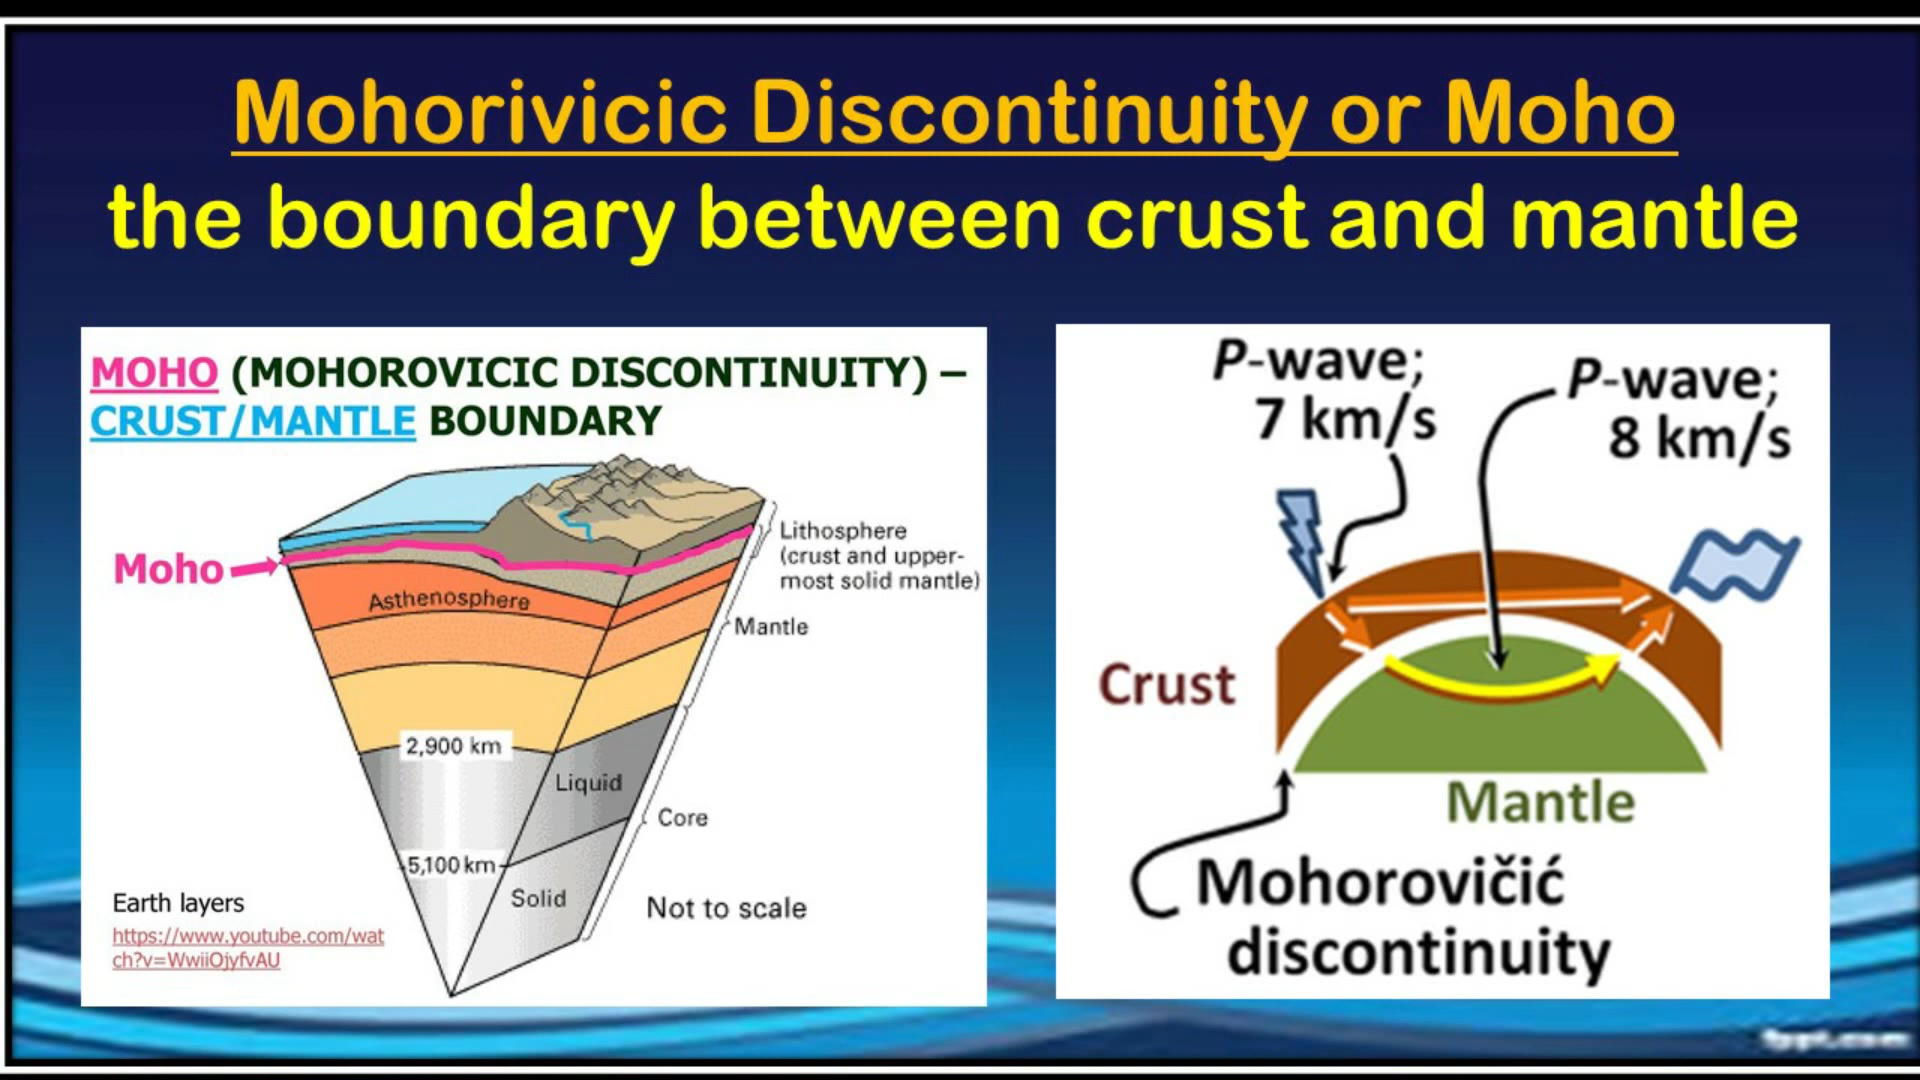 Mohorivicic Discontinuity or Moho
the boundary between crust and mantle
MOHO (MOHOROVICIC DISCONTINUITY) –
CRUST/MANTLE BOUNDARY
Moho
Asthenosphere
Lithosphere
(crust and upper-
most solid mantle)
Mantle
2,900 km
Liquid
Core
5,100 km
Solid
Not to scale
Earth layers
https://www.youtube.com/wat
ch?v=WwiiOjyfvAU
P-wave;
7 km/s
P-wave;
8 km/s
Crust
Mantle
Mohorovičić
discontinuity